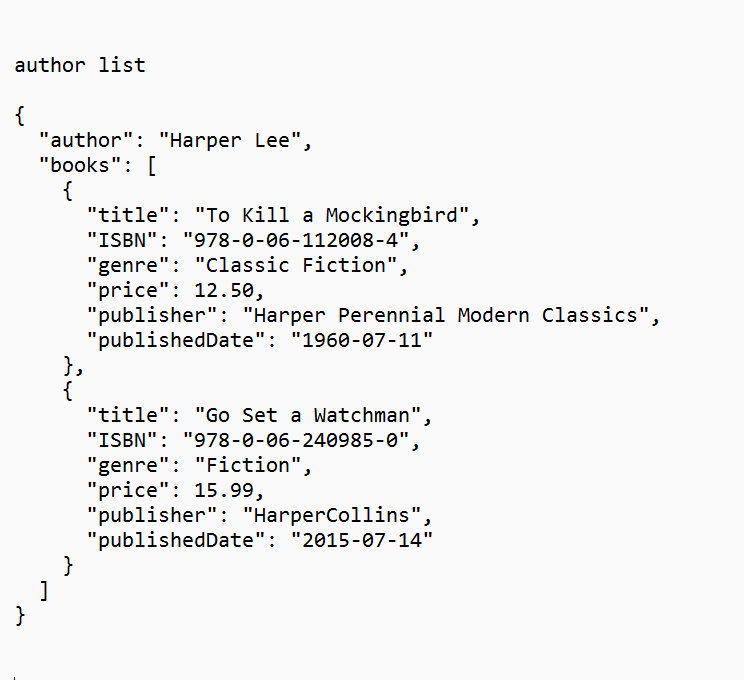 author list
{
  "author": "Harper Lee",
  "books": [
    {
      "title": "To Kill a Mockingbird",
      "ISBN": "978-0-06-112008-4",
      "genre": "Classic Fiction",
      "price": 12.50,
      "publisher": "Harper Perennial Modern Classics",
      "publishedDate": "1960-07-11"
    },
    {
      "title": "Go Set a Watchman",
      "ISBN": "978-0-06-240985-0",
      "genre": "Fiction",
      "price": 15.99,
      "publisher": "HarperCollins",
      "publishedDate": "2015-07-14"
    }
  ]
}